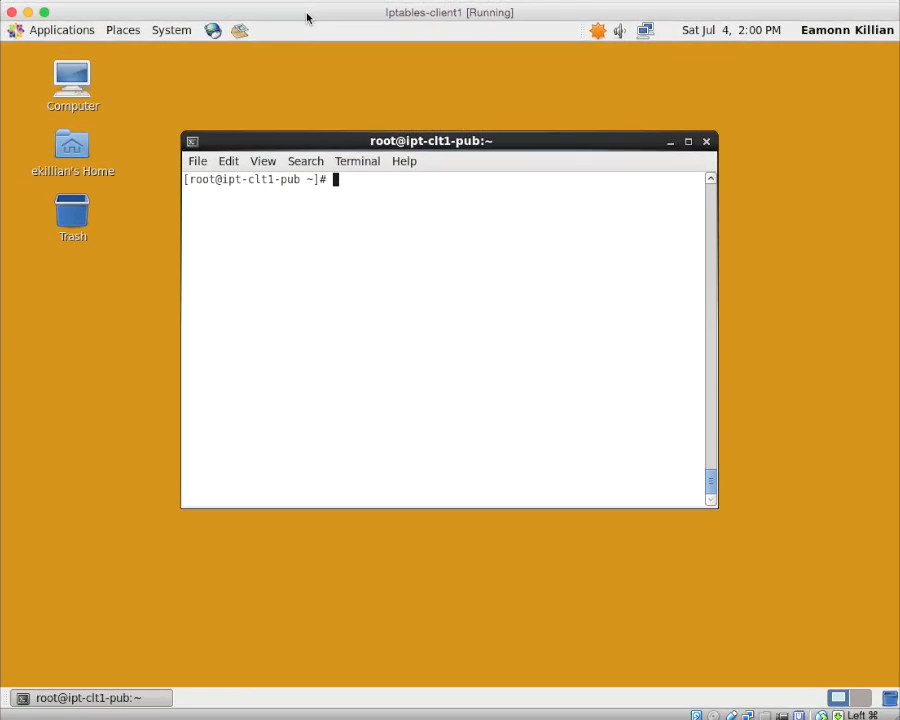 Iptables-client1 [Running]
Applications Places System Sat Jul 4, 2:00 PM Eamonn Killian
Computer
ekillian's Home
Trash
root@ipt-clt1-pub:~
File Edit View Search Terminal Help
[root@ipt-clt1-pub ~]#
root@ipt-clt1-pub:~
Left ⌘